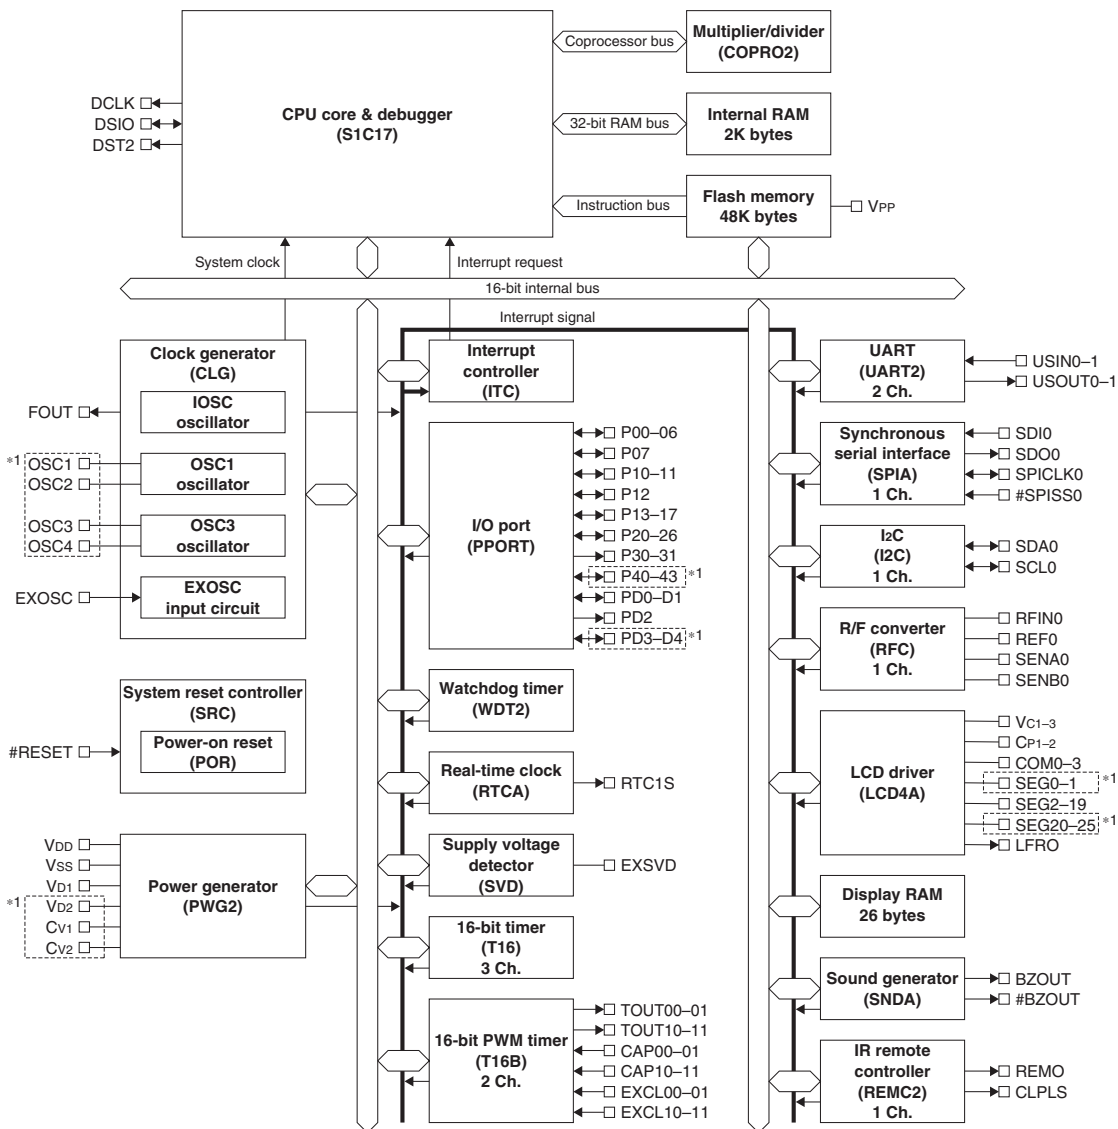 CPU core & debugger
(S1C17)
DCLK
DSIO
DST2
Coprocessor bus
Multiplier/divider
(COPRO2)
32-bit RAM bus
Internal RAM
2K bytes
Instruction bus
Flash memory
48K bytes
VPP
System clock
Interrupt request
16-bit internal bus
Interrupt signal
Clock generator
(CLG)
IOSC
oscillator
OSC1
oscillator
OSC3
oscillator
EXOSC
input circuit
FOUT
*1
OSC1
OSC2
OSC3
OSC4
EXOSC
System reset controller
(SRC)
Power-on reset
(POR)
#RESET
Power generator
(PWG2)
VDD
VSS
VD1
*1
VD2
CV1
CV2
Interrupt
controller
(ITC)
I/O port
(PPORT)
P00–06
P07
P10–11
P12
P13–17
P20–26
P30–31
P40–43 *1
PD0–D1
PD2
PD3–D4 *1
Watchdog timer
(WDT2)
Real-time clock
(RTCA)
RTC1S
Supply voltage
detector
(SVD)
EXSVD
16-bit timer
(T16)
3 Ch.
16-bit PWM timer
(T16B)
2 Ch.
TOUT00–01
TOUT10–11
CAP00–01
CAP10–11
EXCL00–01
EXCL10–11
UART
(UART2)
2 Ch.
USIN0–1
USOUT0–1
Synchronous
serial interface
(SPIA)
1 Ch.
SDI0
SDO0
SPICLK0
#SPISS0
I2C
(I2C)
1 Ch.
SDA0
SCL0
R/F converter
(RFC)
1 Ch.
RFIN0
REF0
SENA0
SENB0
LCD driver
(LCD4A)
VC1–3
CP1–2
COM0–3
SEG0–1 *1
SEG2–19
SEG20–25 *1
LFRO
Display RAM
26 bytes
Sound generator
(SNDA)
BZOUT
#BZOUT
IR remote
controller
(REMC2)
1 Ch.
REMO
CLPLS